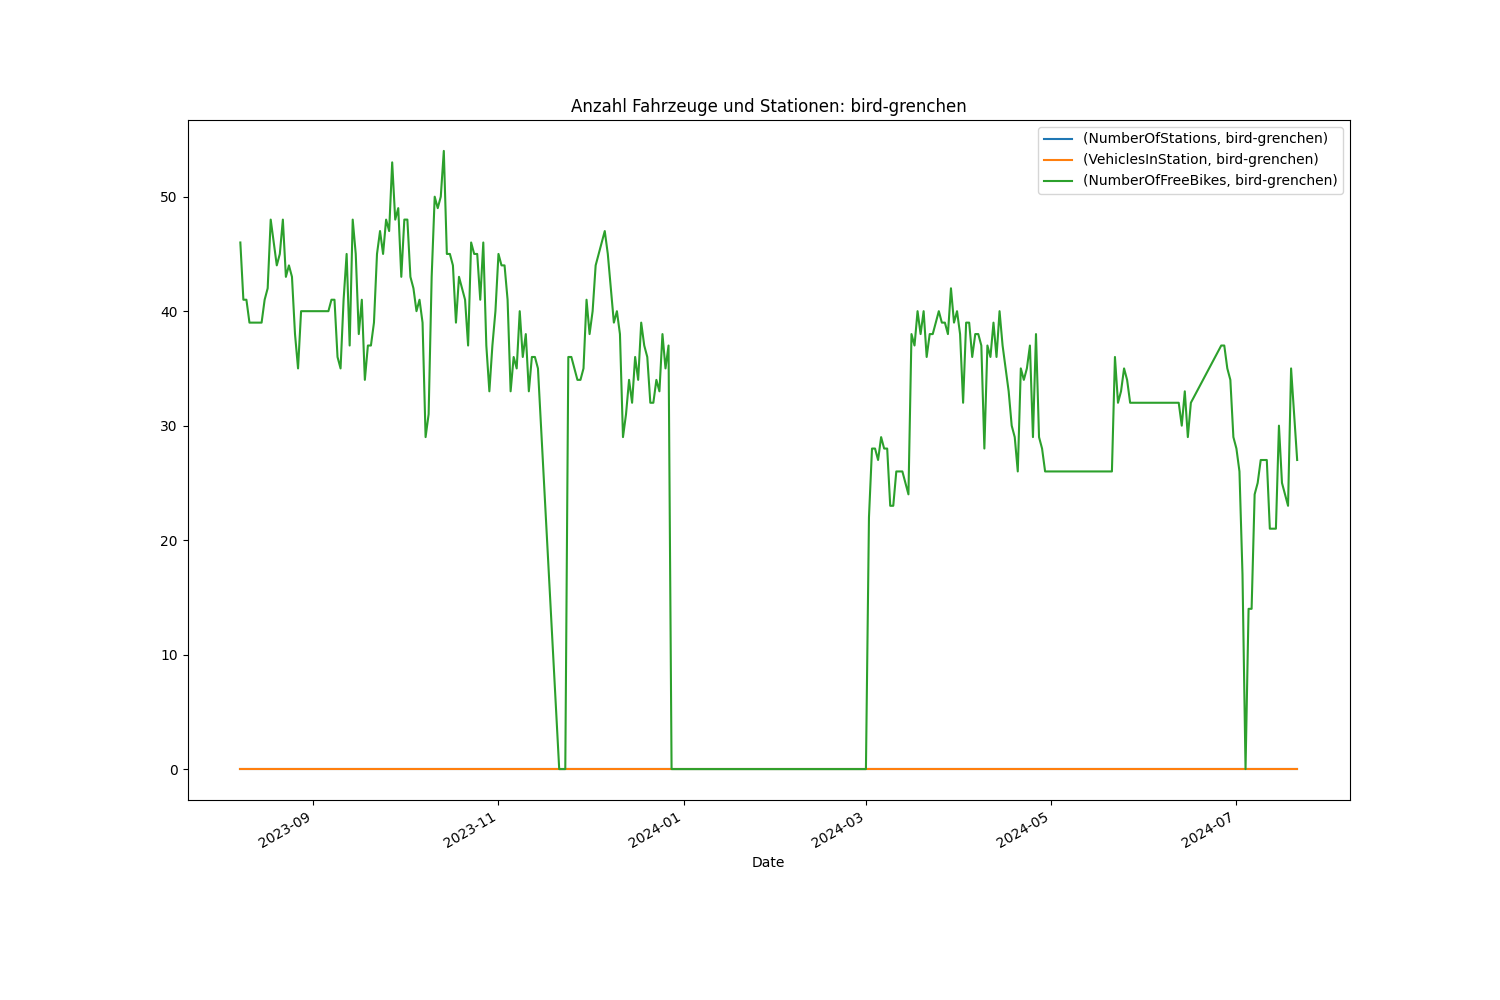 Anzahl Fahrzeuge und Stationen: bird-grenchen
(NumberOfStations, bird-grenchen)
(VehiclesInStation, bird-grenchen)
(NumberOfFreeBikes, bird-grenchen)
50
40
30
20
10
0
2023-09
2023-11
2024-01
2024-03
2024-05
2024-07
Date